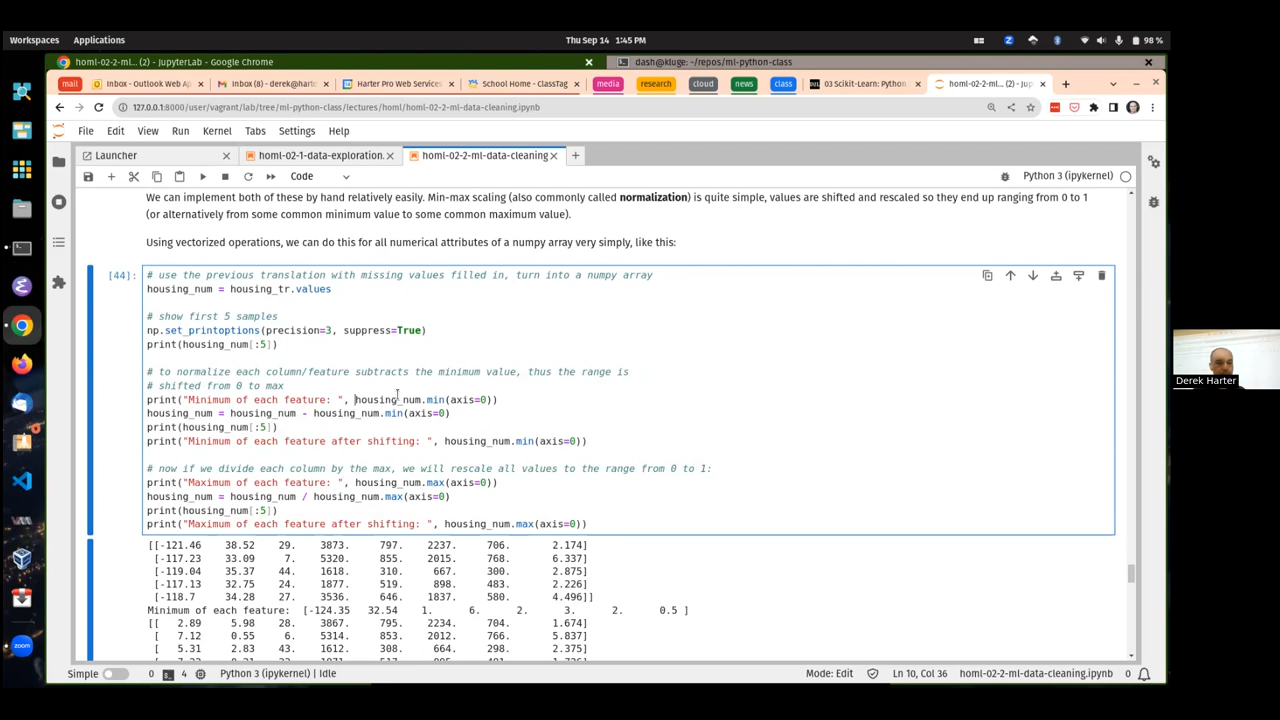 Workspaces Applications Thu Sep 14 1:45 PM 98 %
homl-02-2-ml-data-cleaning... (2) - JupyterLab - Google Chrome dash@kluge: ~/repos/ml-python-class
mail Inbox - Outlook Web Ap Inbox (8) - derek@hart Harter Pro Web Services School Home - ClassTag media research cloud news class 03 Scikit-Learn: Python homl-02-2-ml... (2) - Jup
127.0.0.1:8000/user/vagrant/lab/tree/ml-python-class/lectures/homl/homl-02-2-ml-data-cleaning.ipynb
File Edit View Run Kernel Tabs Settings Help
Launcher homl-02-1-data-exploration. homl-02-2-ml-data-cleaning
Code Python 3 (ipykernel)
We can implement both of these by hand relatively easily. Min-max scaling (also commonly called normalization) is quite simple, values are shifted and rescaled so they end up ranging from 0 to 1
(or alternatively from some common minimum value to some common maximum value).
Using vectorized operations, we can do this for all numerical attributes of a numpy array very simply, like this:
[44]: # use the previous translation with missing values filled in, turn into a numpy array
housing_num = housing_tr.values
# show first 5 samples
np.set_printoptions(precision=3, suppress=True)
print(housing_num[:5])
# to normalize each column/feature subtracts the minimum value, thus the range is
# shifted from 0 to max
print("Minimum of each feature: ", housing_num.min(axis=0))
housing_num = housing_num - housing_num.min(axis=0)
print(housing_num[:5])
print("Minimum of each feature after shifting: ", housing_num.min(axis=0))
# now if we divide each column by the max, we will rescale all values to the range from 0 to 1:
print("Maximum of each feature: ", housing_num.max(axis=0))
housing_num = housing_num / housing_num.max(axis=0)
print(housing_num[:5])
print("Maximum of each feature after shifting: ", housing_num.max(axis=0))
[[-121.46 38.52 29. 3873. 797. 2237. 706. 2.174]
[-117.23 33.09 7. 5320. 855. 2015. 768. 6.337]
[-119.04 35.37 44. 1618. 310. 667. 300. 2.875]
[-117.13 32.75 24. 1877. 519. 898. 483. 2.226]
[-118.7 34.28 27. 3536. 646. 1837. 580. 4.496]]
Minimum of each feature: [-124.35 32.54 1. 6. 2. 3. 2. 0.5 ]
[[ 2.89 5.98 28. 3867. 795. 2234. 704. 1.674]
[ 7.12 0.55 6. 5314. 853. 2012. 766. 5.837]
[ 5.31 2.83 43. 1612. 308. 664. 298. 2.375]
Simple 0 4 Python 3 (ipykernel) | Idle Mode: Edit Ln 10, Col 36 homl-02-2-ml-data-cleaning.ipynb 0
Derek Harter
zoom